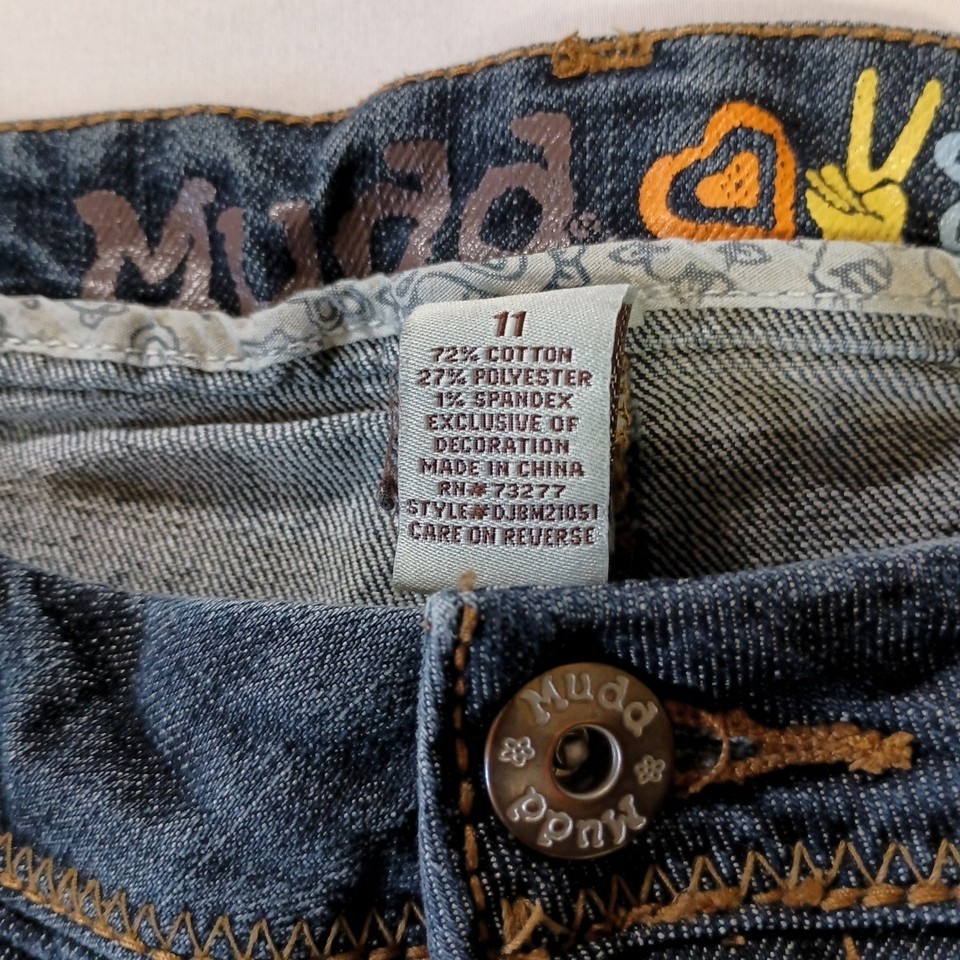 Mudd®
11
72% COTTON
27% POLYESTER
1% SPANDEX
EXCLUSIVE OF
DECORATION
MADE IN CHINA
RN# 73277
STYLE#DJBM21051
CARE ON REVERSE
Mudd
Mudd